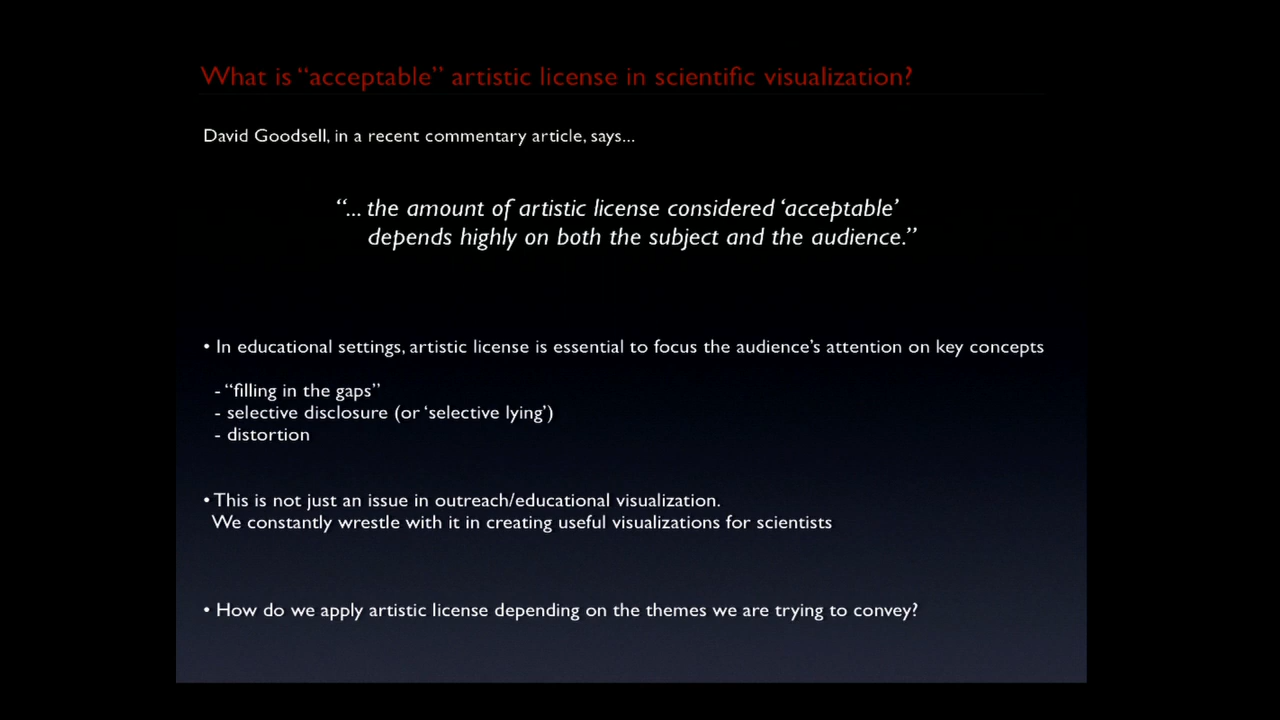 What is “acceptable” artistic license in scientific visualization?
David Goodsell, in a recent commentary article, says...
“... the amount of artistic license considered ‘acceptable’
depends highly on both the subject and the audience.”
• In educational settings, artistic license is essential to focus the audience’s attention on key concepts
- “filling in the gaps”
- selective disclosure (or ‘selective lying’)
- distortion
• This is not just an issue in outreach/educational visualization.
We constantly wrestle with it in creating useful visualizations for scientists
• How do we apply artistic license depending on the themes we are trying to convey?